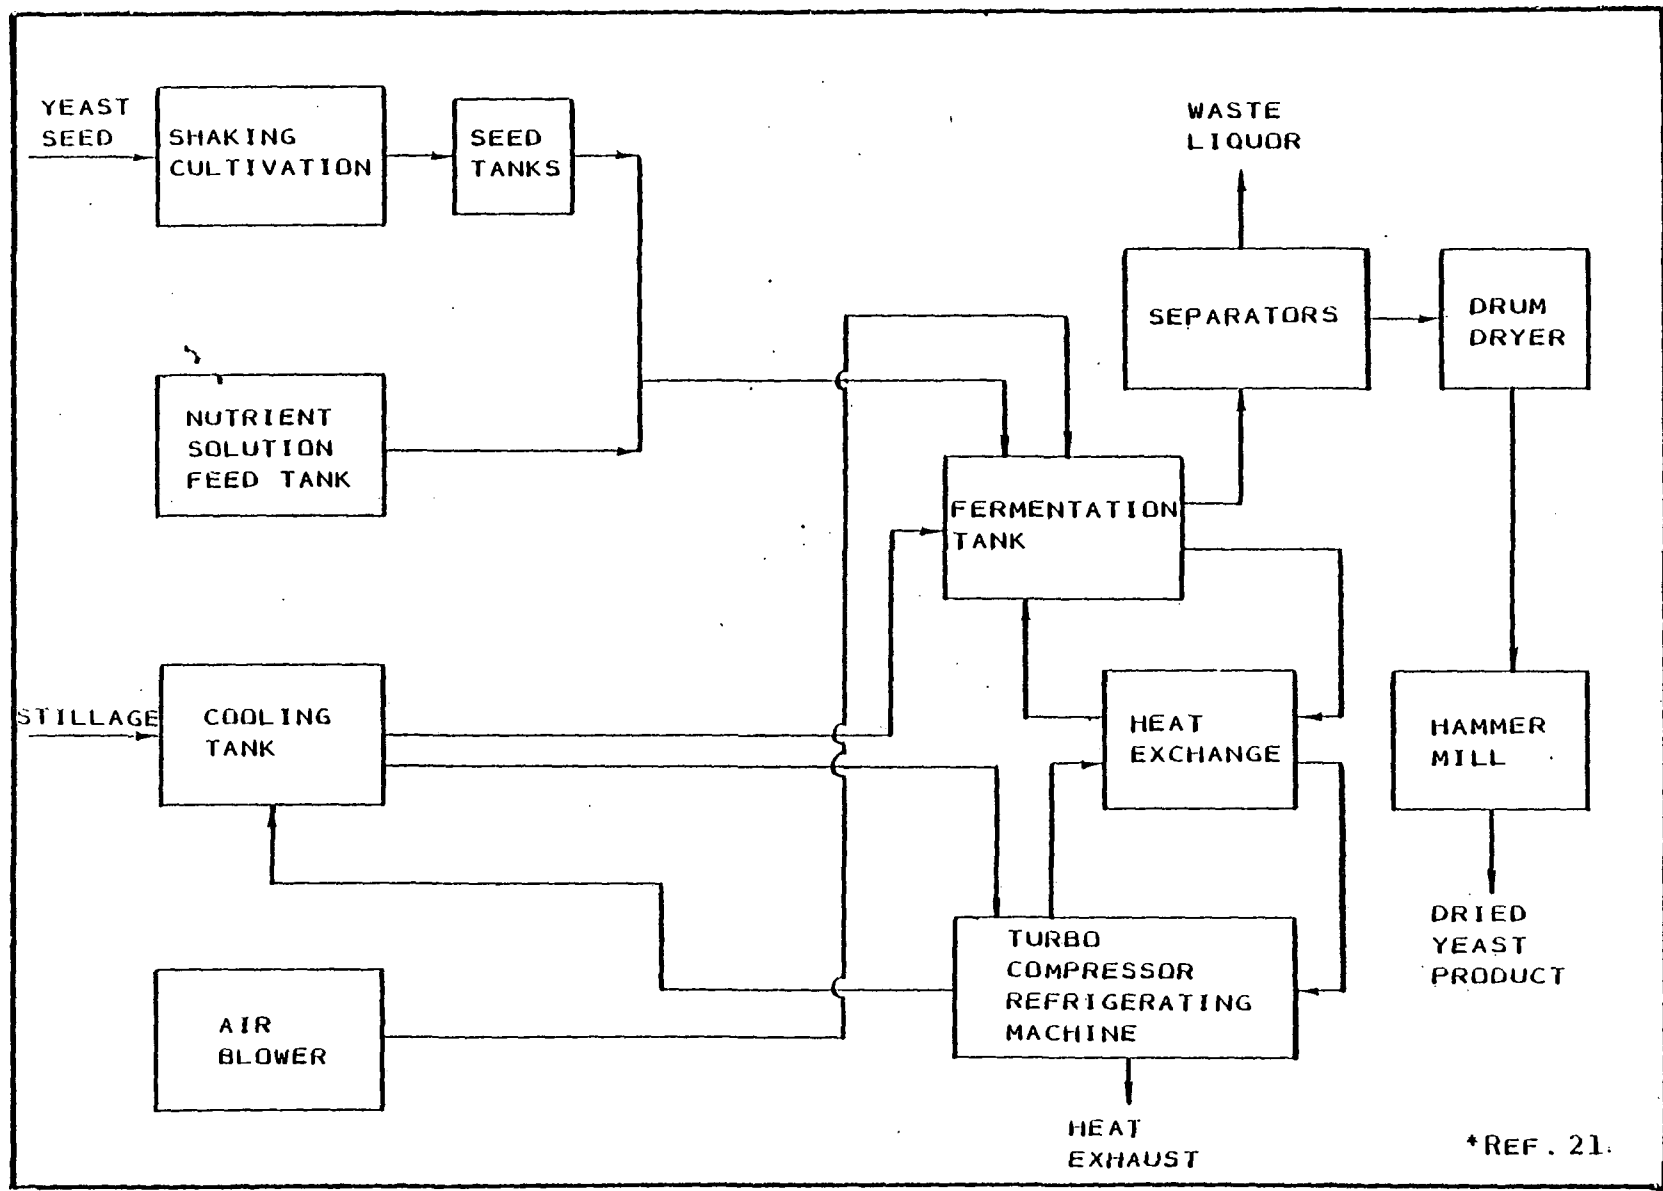 YEAST
SEED
SHAKING
CULTIVATION
SEED
TANKS
WASTE
LIQUOR
SEPARATORS
DRUM
DRYER
NUTRIENT
SOLUTION
FEED TANK
FERMENTATION
TANK
STILLAGE
COOLING
TANK
HEAT
EXCHANGE
HAMMER
MILL
AIR
BLOWER
TURBO
COMPRESSOR
REFRIGERATING
MACHINE
DRIED
YEAST
PRODUCT
HEAT
EXHAUST
*REF. 21.